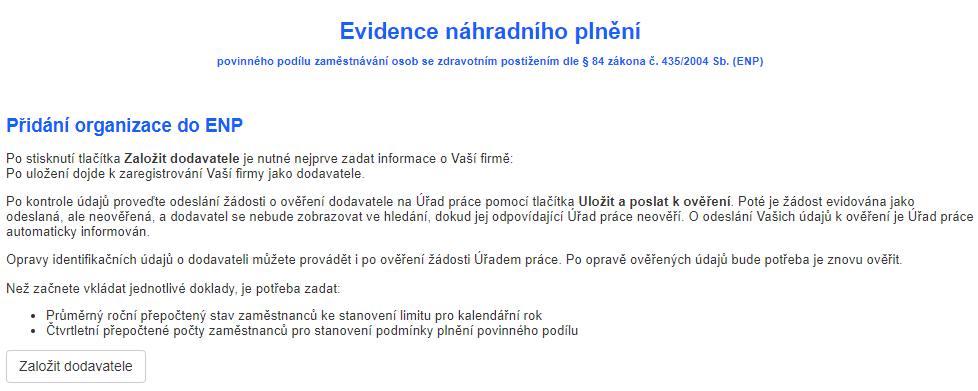 Evidence náhradního plnění
povinného podílu zaměstnávání osob se zdravotním postižením dle § 84 zákona č. 435/2004 Sb. (ENP)
Přidání organizace do ENP
Po stisknutí tlačítka Založit dodavatele je nutné nejprve zadat informace o Vaší firmě:
Po uložení dojde k zaregistrování Vaší firmy jako dodavatele.
Po kontrole údajů proveďte odeslání žádosti o ověření dodavatele na Úřad práce pomocí tlačítka Uložit a poslat k ověření. Poté je žádost evidována jako
odeslaná, ale neověřená, a dodavatel se nebude zobrazovat ve hledání, dokud jej odpovídající Úřad práce neověří. O odeslání Vašich údajů k ověření je Úřad práce
automaticky informován.
Opravy identifikačních údajů o dodavateli můžete provádět i po ověření žádosti Úřadem práce. Po opravě ověřených údajů bude potřeba je znovu ověřit.
Než začnete vkládat jednotlivé doklady, je potřeba zadat:
• Průměrný roční přepočtený stav zaměstnanců ke stanovení limitu pro kalendářní rok
• Čtvrtletní přepočtené počty zaměstnanců pro stanovení podmínky plnění povinného podílu
Založit dodavatele